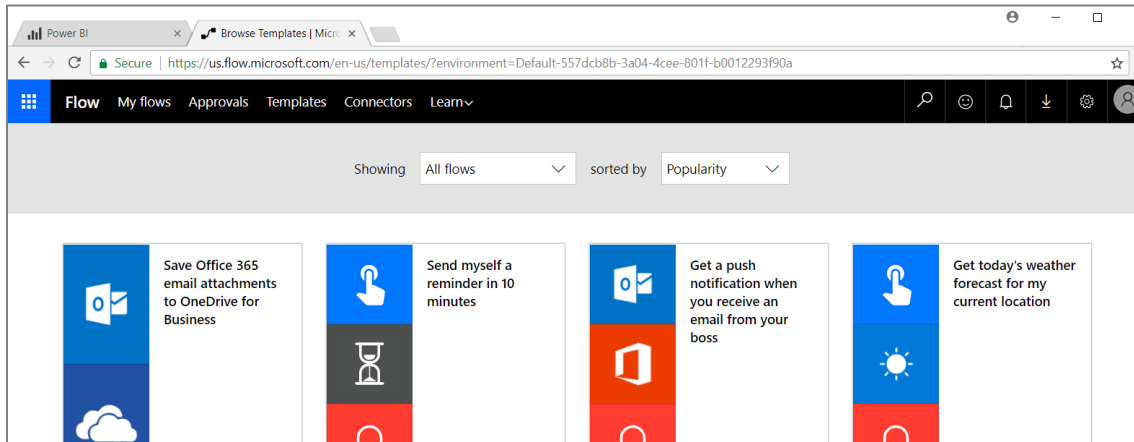 Power BI
Browse Templates | Micr
Secure | https://us.flow.microsoft.com/en-us/templates/?environment=Default-557dcb8b-3a04-4cee-801f-b0012293f90a
Flow My flows Approvals Templates Connectors Learn
Showing All flows sorted by Popularity
Save Office 365
email attachments
to OneDrive for
Business
Send myself a
reminder in 10
minutes
Get a push
notification when
you receive an
email from your
boss
Get today's weather
forecast for my
current location